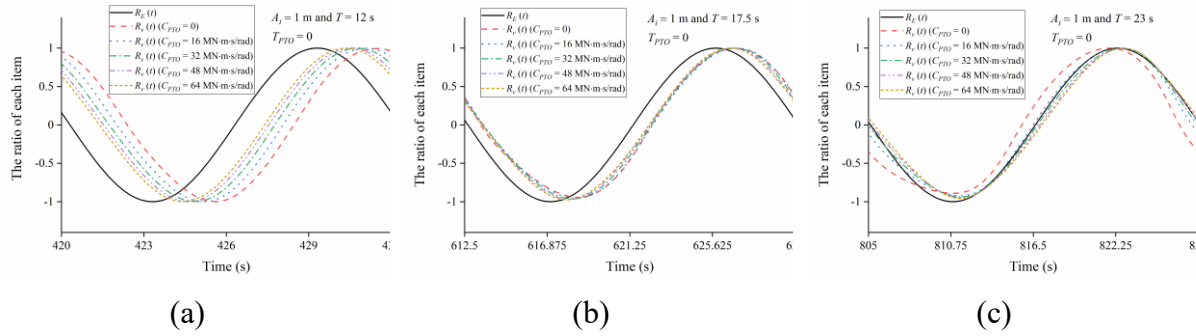 R_E (t)
R_v (t) (C_PTO = 0)
R_v (t) (C_PTO = 16 MN·m·s/rad)
R_v (t) (C_PTO = 32 MN·m·s/rad)
R_v (t) (C_PTO = 48 MN·m·s/rad)
R_v (t) (C_PTO = 64 MN·m·s/rad)
A_i = 1 m and T = 12 s
T_PTO = 0
The ratio of each item
1
0.5
0
-0.5
-1
420
423
426
429
Time (s)
(a)
R_E (t)
R_v (t) (C_PTO = 0)
R_v (t) (C_PTO = 16 MN·m·s/rad)
R_v (t) (C_PTO = 32 MN·m·s/rad)
R_v (t) (C_PTO = 48 MN·m·s/rad)
R_v (t) (C_PTO = 64 MN·m·s/rad)
A_i = 1 m and T = 17.5 s
T_PTO = 0
The ratio of each item
1
0.5
0
-0.5
-1
612.5
616.875
621.25
625.625
Time (s)
(b)
R_E (t)
R_v (t) (C_PTO = 0)
R_v (t) (C_PTO = 16 MN·m·s/rad)
R_v (t) (C_PTO = 32 MN·m·s/rad)
R_v (t) (C_PTO = 48 MN·m·s/rad)
R_v (t) (C_PTO = 64 MN·m·s/rad)
A_i = 1 m and T = 23 s
T_PTO = 0
The ratio of each item
1
0.5
0
-0.5
-1
805
810.75
816.5
822.25
Time (s)
(c)